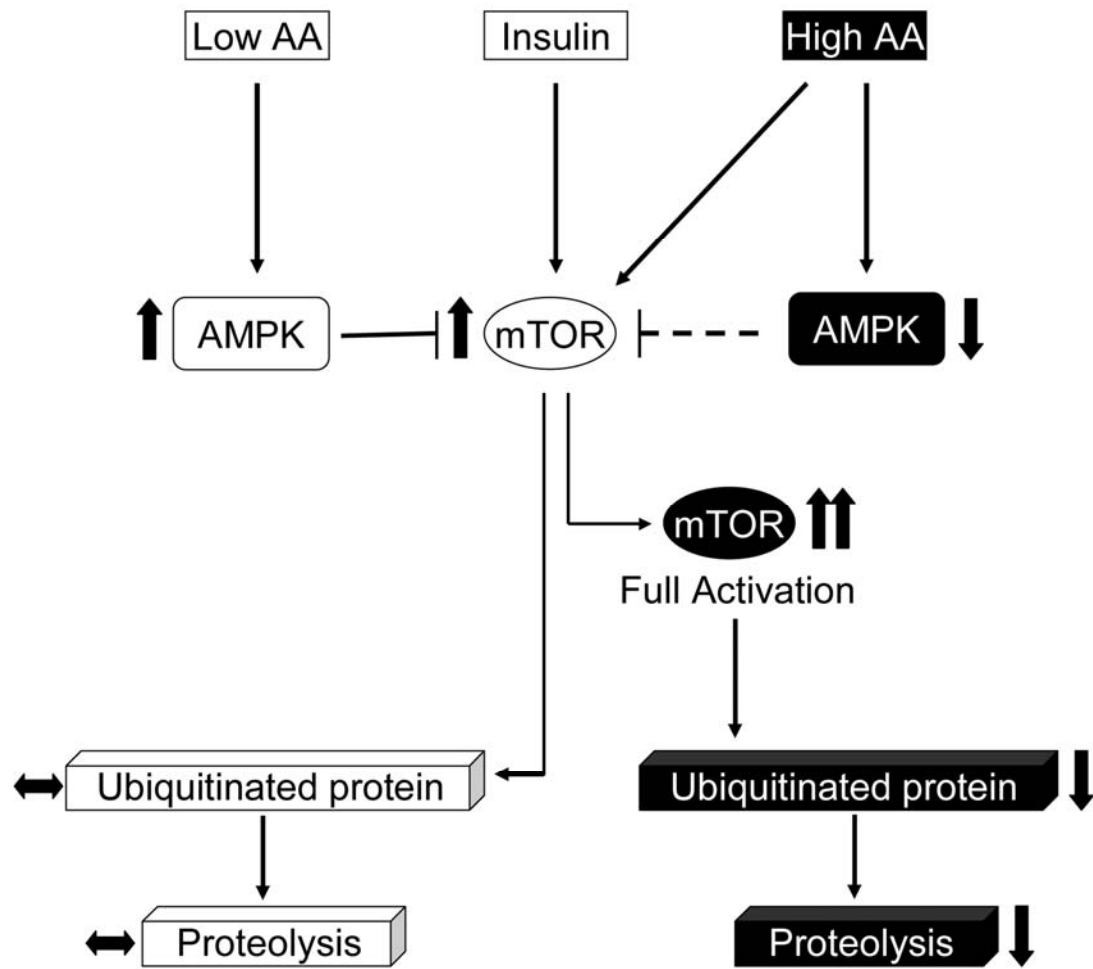 Low AA
Insulin
High AA
AMPK
mTOR
AMPK
mTOR
Full Activation
Ubiquitinated protein
Ubiquitinated protein
Proteolysis
Proteolysis